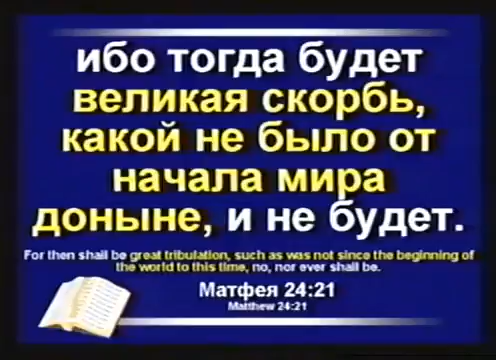 ибо тогда будет
великая скорбь,
какой не было от
начала мира
доныне, и не будет.
For then shall be great tribulation, such as was not since the beginning of
the world to this time, no, nor ever shall be.
Матфея 24:21
Matthew 24:21